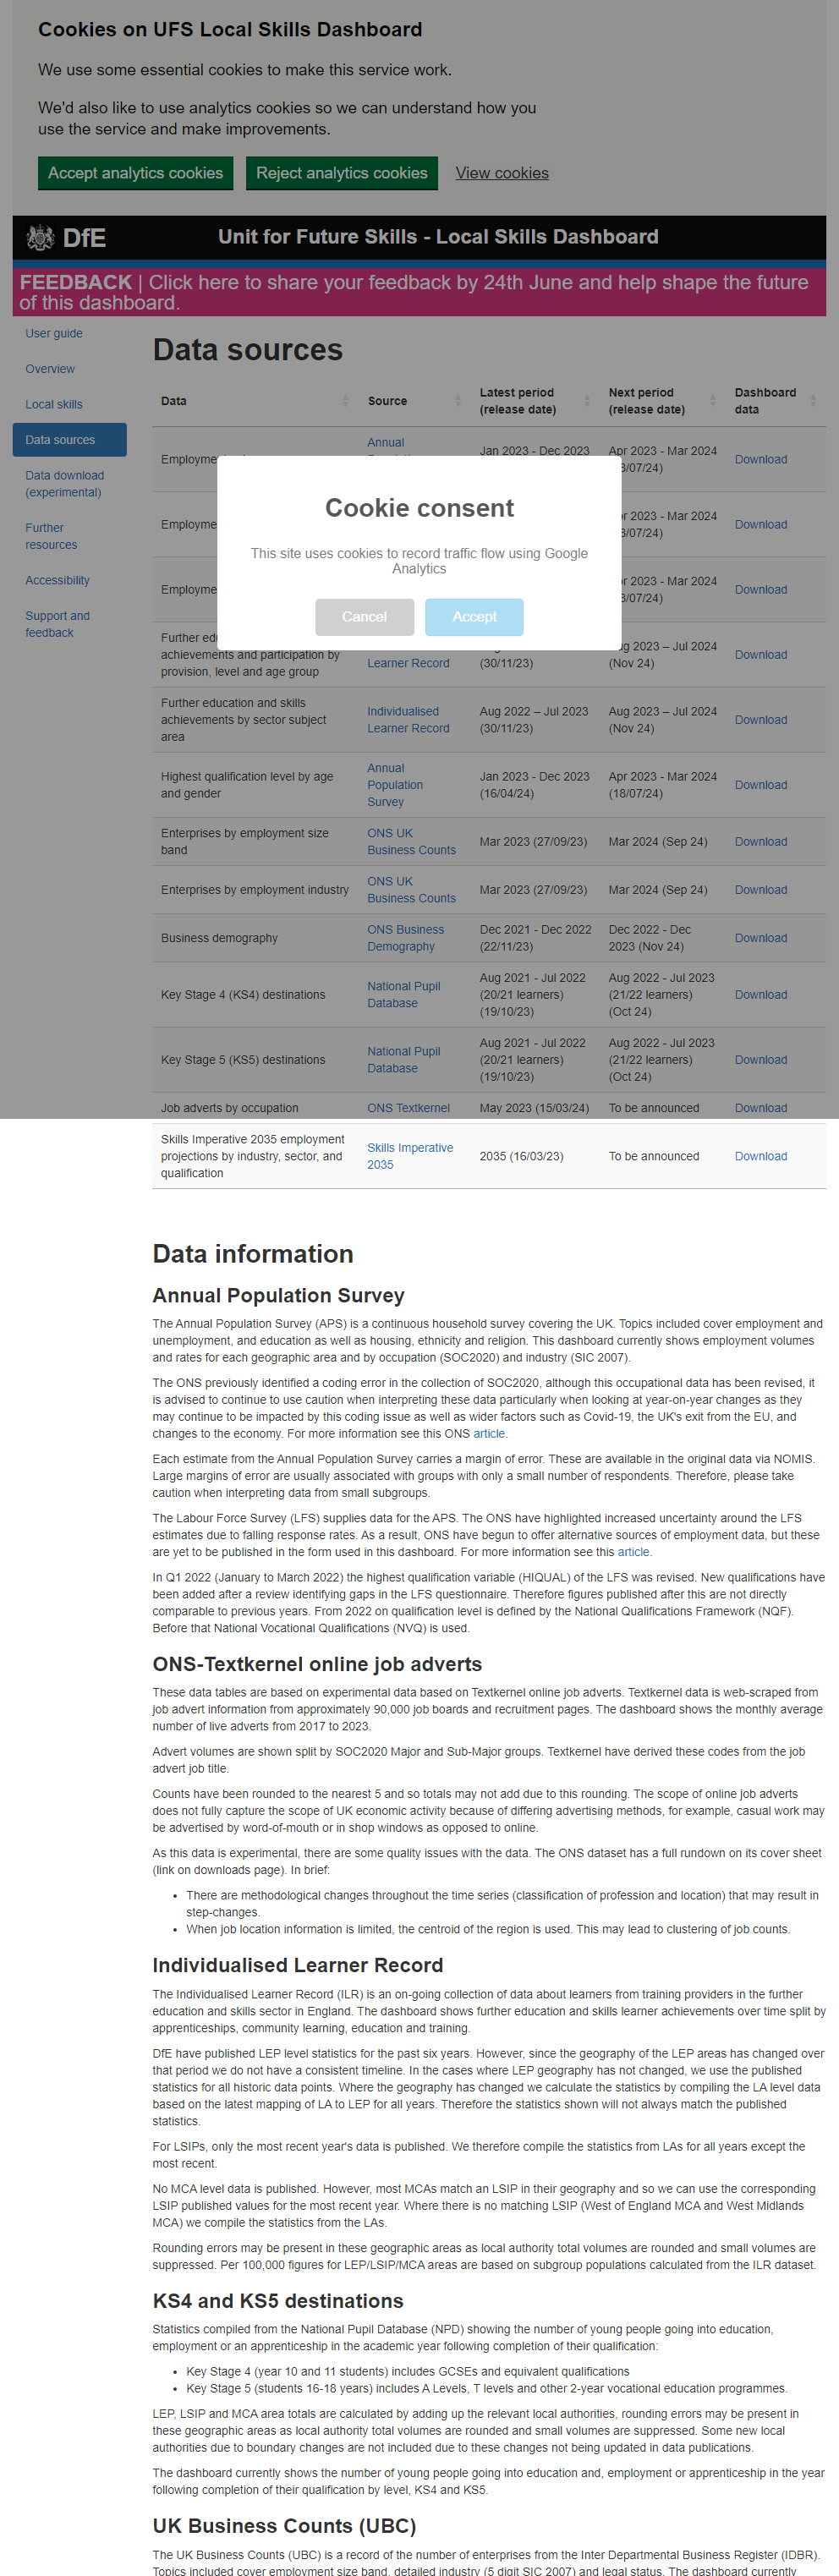 Cookies on UFS Local Skills Dashboard
We use some essential cookies to make this service work.
We'd also like to use analytics cookies so we can understand how you
use the service and make improvements.
Accept analytics cookies Reject analytics cookies View cookies
DfE Unit for Future Skills - Local Skills Dashboard
FEEDBACK | Click here to share your feedback by 24th June and help shape the future
of this dashboard.
User guide
Overview
Local skills
Data sources
Data download
(experimental)
Further
resources
Accessibility
Support and
feedback
Data sources
Data Source Latest period
(release date) Next period
(release date) Dashboard
data
Employme Annual Jan 2023 - Dec 2023 Apr 2023 - Mar 2024
8/07/24) Download
Employme r 2023 - Mar 2024
8/07/24) Download
Employme r 2023 - Mar 2024
8/07/24) Download
Further edu
achievements and participation by
provision, level and age group
Learner Record
(30/11/23)
g 2023 – Jul 2024
(Nov 24)
Download
Further education and skills
achievements by sector subject
area
Individualised
Learner Record
Aug 2022 – Jul 2023
(30/11/23)
Aug 2023 – Jul 2024
(Nov 24)
Download
Highest qualification level by age
and gender
Annual
Population
Survey
Jan 2023 - Dec 2023
(16/04/24)
Apr 2023 - Mar 2024
(18/07/24)
Download
Enterprises by employment size
band
ONS UK
Business Counts
Mar 2023 (27/09/23)
Mar 2024 (Sep 24)
Download
Enterprises by employment industry
ONS UK
Business Counts
Mar 2023 (27/09/23)
Mar 2024 (Sep 24)
Download
Business demography
ONS Business
Demography
Dec 2021 - Dec 2022
(22/11/23)
Dec 2022 - Dec
2023 (Nov 24)
Download
Key Stage 4 (KS4) destinations
National Pupil
Database
Aug 2021 - Jul 2022
(20/21 learners)
(19/10/23)
Aug 2022 - Jul 2023
(21/22 learners)
(Oct 24)
Download
Key Stage 5 (KS5) destinations
National Pupil
Database
Aug 2021 - Jul 2022
(20/21 learners)
(19/10/23)
Aug 2022 - Jul 2023
(21/22 learners)
(Oct 24)
Download
Job adverts by occupation
ONS Textkernel
May 2023 (15/03/24)
To be announced
Download
Skills Imperative 2035 employment
projections by industry, sector, and
qualification
Skills Imperative
2035
2035 (16/03/23)
To be announced
Download
Cookie consent
This site uses cookies to record traffic flow using Google
Analytics
Cancel Accept
Data information
Annual Population Survey
The Annual Population Survey (APS) is a continuous household survey covering the UK. Topics included cover employment and
unemployment, and education as well as housing, ethnicity and religion. This dashboard currently shows employment volumes
and rates for each geographic area and by occupation (SOC2020) and industry (SIC 2007).
The ONS previously identified a coding error in the collection of SOC2020, although this occupational data has been revised, it
is advised to continue to use caution when interpreting these data particularly when looking at year-on-year changes as they
may continue to be impacted by this coding issue as well as wider factors such as Covid-19, the UK's exit from the EU, and
changes to the economy. For more information see this ONS article.
Each estimate from the Annual Population Survey carries a margin of error. These are available in the original data via NOMIS.
Large margins of error are usually associated with groups with only a small number of respondents. Therefore, please take
caution when interpreting data from small subgroups.
The Labour Force Survey (LFS) supplies data for the APS. The ONS have highlighted increased uncertainty around the LFS
estimates due to falling response rates. As a result, ONS have begun to offer alternative sources of employment data, but these
are yet to be published in the form used in this dashboard. For more information see this article.
In Q1 2022 (January to March 2022) the highest qualification variable (HIQUAL) of the LFS was revised. New qualifications have
been added after a review identifying gaps in the LFS questionnaire. Therefore figures published after this are not directly
comparable to previous years. From 2022 on qualification level is defined by the National Qualifications Framework (NQF).
Before that National Vocational Qualifications (NVQ) is used.
ONS-Textkernel online job adverts
These data tables are based on experimental data based on Textkernel online job adverts. Textkernel data is web-scraped from
job advert information from approximately 90,000 job boards and recruitment pages. The dashboard shows the monthly average
number of live adverts from 2017 to 2023.
Advert volumes are shown split by SOC2020 Major and Sub-Major groups. Textkernel have derived these codes from the job
advert job title.
Counts have been rounded to the nearest 5 and so totals may not add due to this rounding. The scope of online job adverts
does not fully capture the scope of UK economic activity because of differing advertising methods, for example, casual work may
be advertised by word-of-mouth or in shop windows as opposed to online.
As this data is experimental, there are some quality issues with the data. The ONS dataset has a full rundown on its cover sheet
(link on downloads page). In brief:
• There are methodological changes throughout the time series (classification of profession and location) that may result in
step-changes.
• When job location information is limited, the centroid of the region is used. This may lead to clustering of job counts.
Individualised Learner Record
The Individualised Learner Record (ILR) is an on-going collection of data about learners from training providers in the further
education and skills sector in England. The dashboard shows further education and skills learner achievements over time split by
apprenticeships, community learning, education and training.
DfE have published LEP level statistics for the past six years. However, since the geography of the LEP areas has changed over
that period we do not have a consistent timeline. In the cases where LEP geography has not changed, we use the published
statistics for all historic data points. Where the geography has changed we calculate the statistics by compiling the LA level data
based on the latest mapping of LA to LEP for all years. Therefore the statistics shown will not always match the published
statistics.
For LSIPs, only the most recent year's data is published. We therefore compile the statistics from LAs for all years except the
most recent.
No MCA level data is published. However, most MCAs match an LSIP in their geography and so we can use the corresponding
LSIP published values for the most recent year. Where there is no matching LSIP (West of England MCA and West Midlands
MCA) we compile the statistics from the LAs.
Rounding errors may be present in these geographic areas as local authority total volumes are rounded and small volumes are
suppressed. Per 100,000 figures for LEP/LSIP/MCA areas are based on subgroup populations calculated from the ILR dataset.
KS4 and KS5 destinations
Statistics compiled from the National Pupil Database (NPD) showing the number of young people going into education,
employment or an apprenticeship in the academic year following completion of their qualification:
• Key Stage 4 (year 10 and 11 students) includes GCSEs and equivalent qualifications
• Key Stage 5 (students 16-18 years) includes A Levels, T levels and other 2-year vocational education programmes.
LEP, LSIP and MCA area totals are calculated by adding up the relevant local authorities, rounding errors may be present in
these geographic areas as local authority total volumes are rounded and small volumes are suppressed. Some new local
authorities due to boundary changes are not included due to these changes not being updated in data publications.
The dashboard currently shows the number of young people going into education and, employment or apprenticeship in the year
following completion of their qualification by level, KS4 and KS5.
UK Business Counts (UBC)
The UK Business Counts (UBC) is a record of the number of enterprises from the Inter Departmental Business Register (IDBR).
Topics included cover employment size band, detailed industry (5 digit SIC 2007) and legal status. The dashboard currently